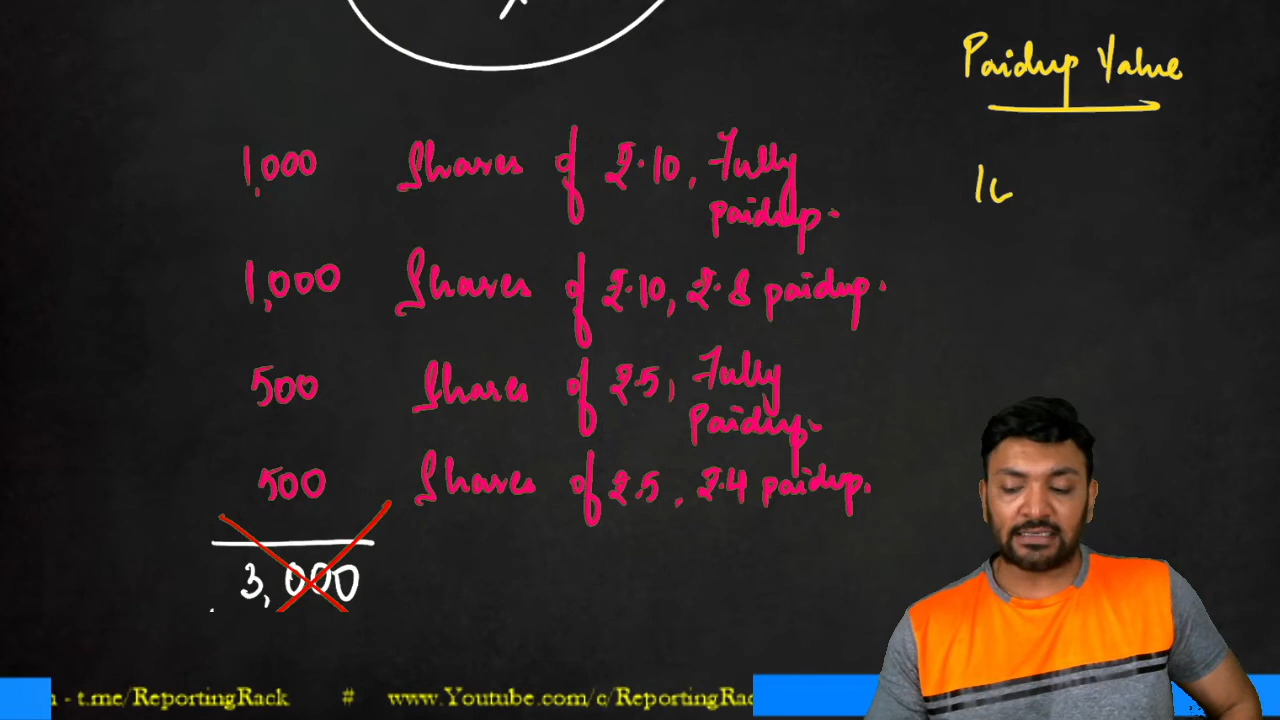 Paidup Value
1,000 Shares of ₹.10, Fully
paidup.
10
1,000 Shares of ₹.10, ₹.8 paidup.
500 Shares of ₹.5, Fully
Paidup.
500 Shares of ₹.5, ₹.4 paidup.
3,000
- t.me/ReportingRack # www.Youtube.com/c/ReportingRac